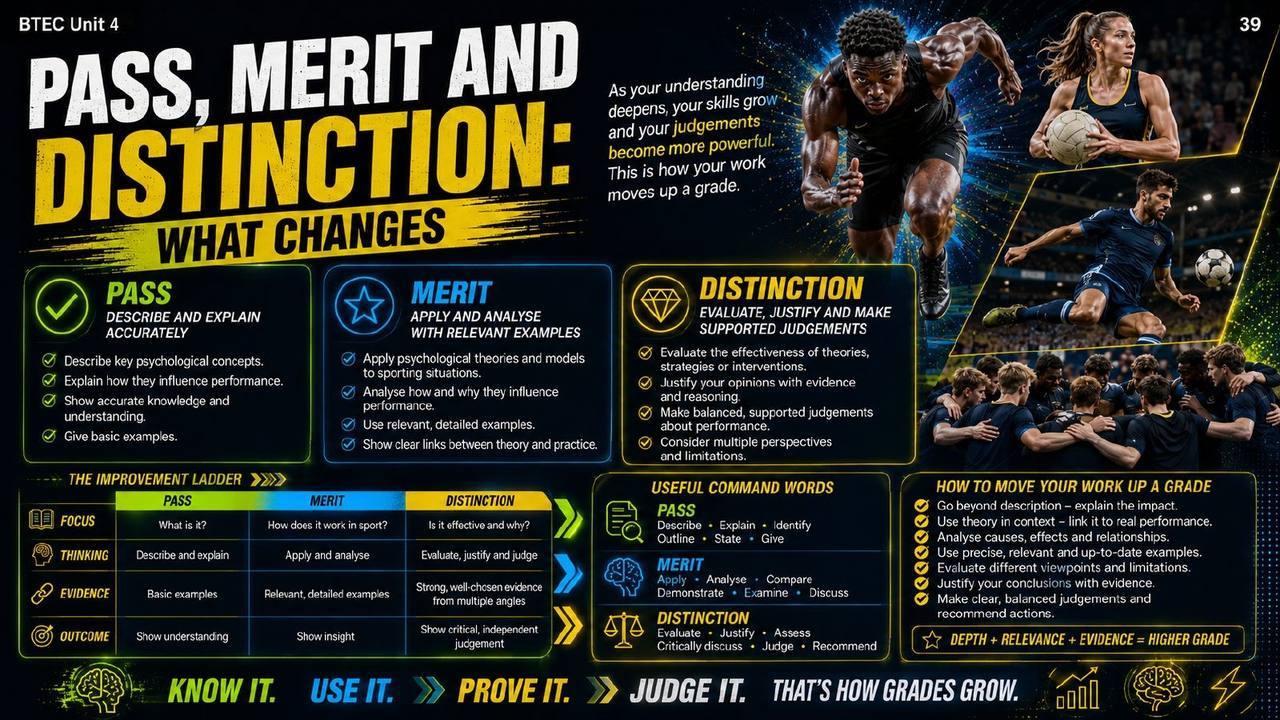 BTEC Unit 4
39
PASS, MERIT AND
DISTINCTION:
WHAT CHANGES
As your understanding
deepens, your skills grow
and your judgements
become more powerful.
This is how your work
moves up a grade.
PASS
DESCRIBE AND EXPLAIN
ACCURATELY
Describe key psychological concepts.
Explain how they influence performance.
Show accurate knowledge and
understanding.
Give basic examples.
MERIT
APPLY AND ANALYSE
WITH RELEVANT EXAMPLES
Apply psychological theories and models
to sporting situations.
Analyse how and why they influence
performance.
Use relevant, detailed examples.
Show clear links between theory and practice.
DISTINCTION
EVALUATE, JUSTIFY AND MAKE
SUPPORTED JUDGEMENTS
Evaluate the effectiveness of theories,
strategies or interventions.
Justify your opinions with evidence
and reasoning.
Make balanced, supported judgements
about performance.
Consider multiple perspectives
and limitations.
THE IMPROVEMENT LADDER
PASS MERIT DISTINCTION
FOCUS What is it? How does it work in sport? Is it effective and why?
THINKING Describe and explain Apply and analyse Evaluate, justify and judge
EVIDENCE Basic examples Relevant, detailed examples Strong, well-chosen evidence
from multiple angles
OUTCOME Show understanding Show insight Show critical, independent
judgement
USEFUL COMMAND WORDS
PASS
Describe • Explain • Identify
Outline • State • Give
MERIT
Apply • Analyse • Compare
Demonstrate • Examine • Discuss
DISTINCTION
Evaluate • Justify • Assess
Critically discuss • Judge • Recommend
HOW TO MOVE YOUR WORK UP A GRADE
Go beyond description – explain the impact.
Use theory in context – link it to real performance.
Analyse causes, effects and relationships.
Use precise, relevant and up-to-date examples.
Evaluate different viewpoints and limitations.
Justify your conclusions with evidence.
Make clear, balanced judgements and
recommend actions.
DEPTH + RELEVANCE + EVIDENCE = HIGHER GRADE
KNOW IT. USE IT. PROVE IT. JUDGE IT. THAT'S HOW GRADES GROW.